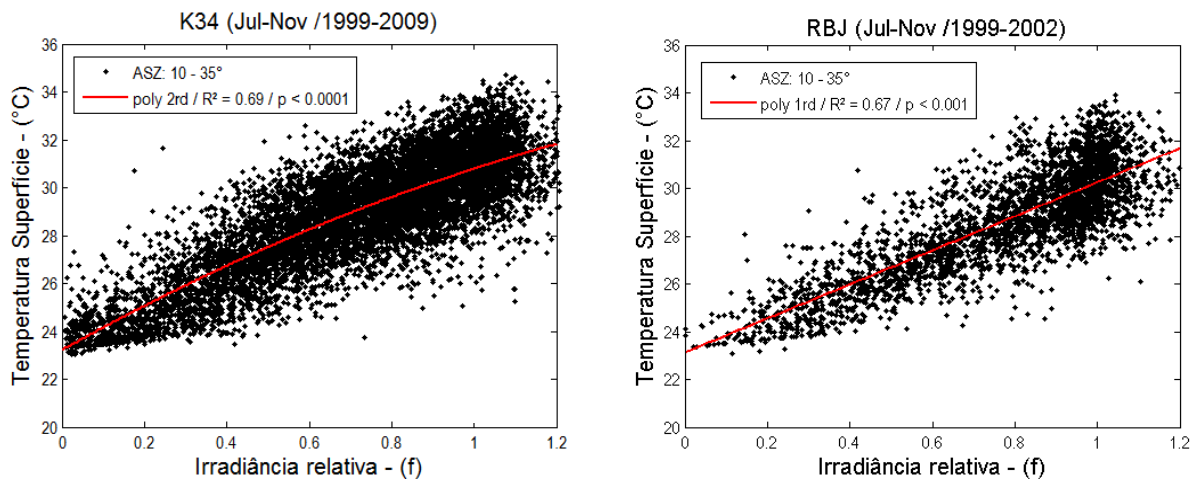 K34 (Jul-Nov /1999-2009)
36
34
32
30
28
26
24
22
20
Temperatura Superfície - (°C)
ASZ: 10 - 35°
poly 2rd / R² = 0.69 / p < 0.0001
0 0.2 0.4 0.6 0.8 1 1.2
Irradiância relativa - (f)
RBJ (Jul-Nov /1999-2002)
36
34
32
30
28
26
24
22
20
Temperatura Superfície - (°C)
ASZ: 10 - 35°
poly 1rd / R² = 0.67 / p < 0.001
0 0.2 0.4 0.6 0.8 1 1.2
Irradiância relativa - (f)